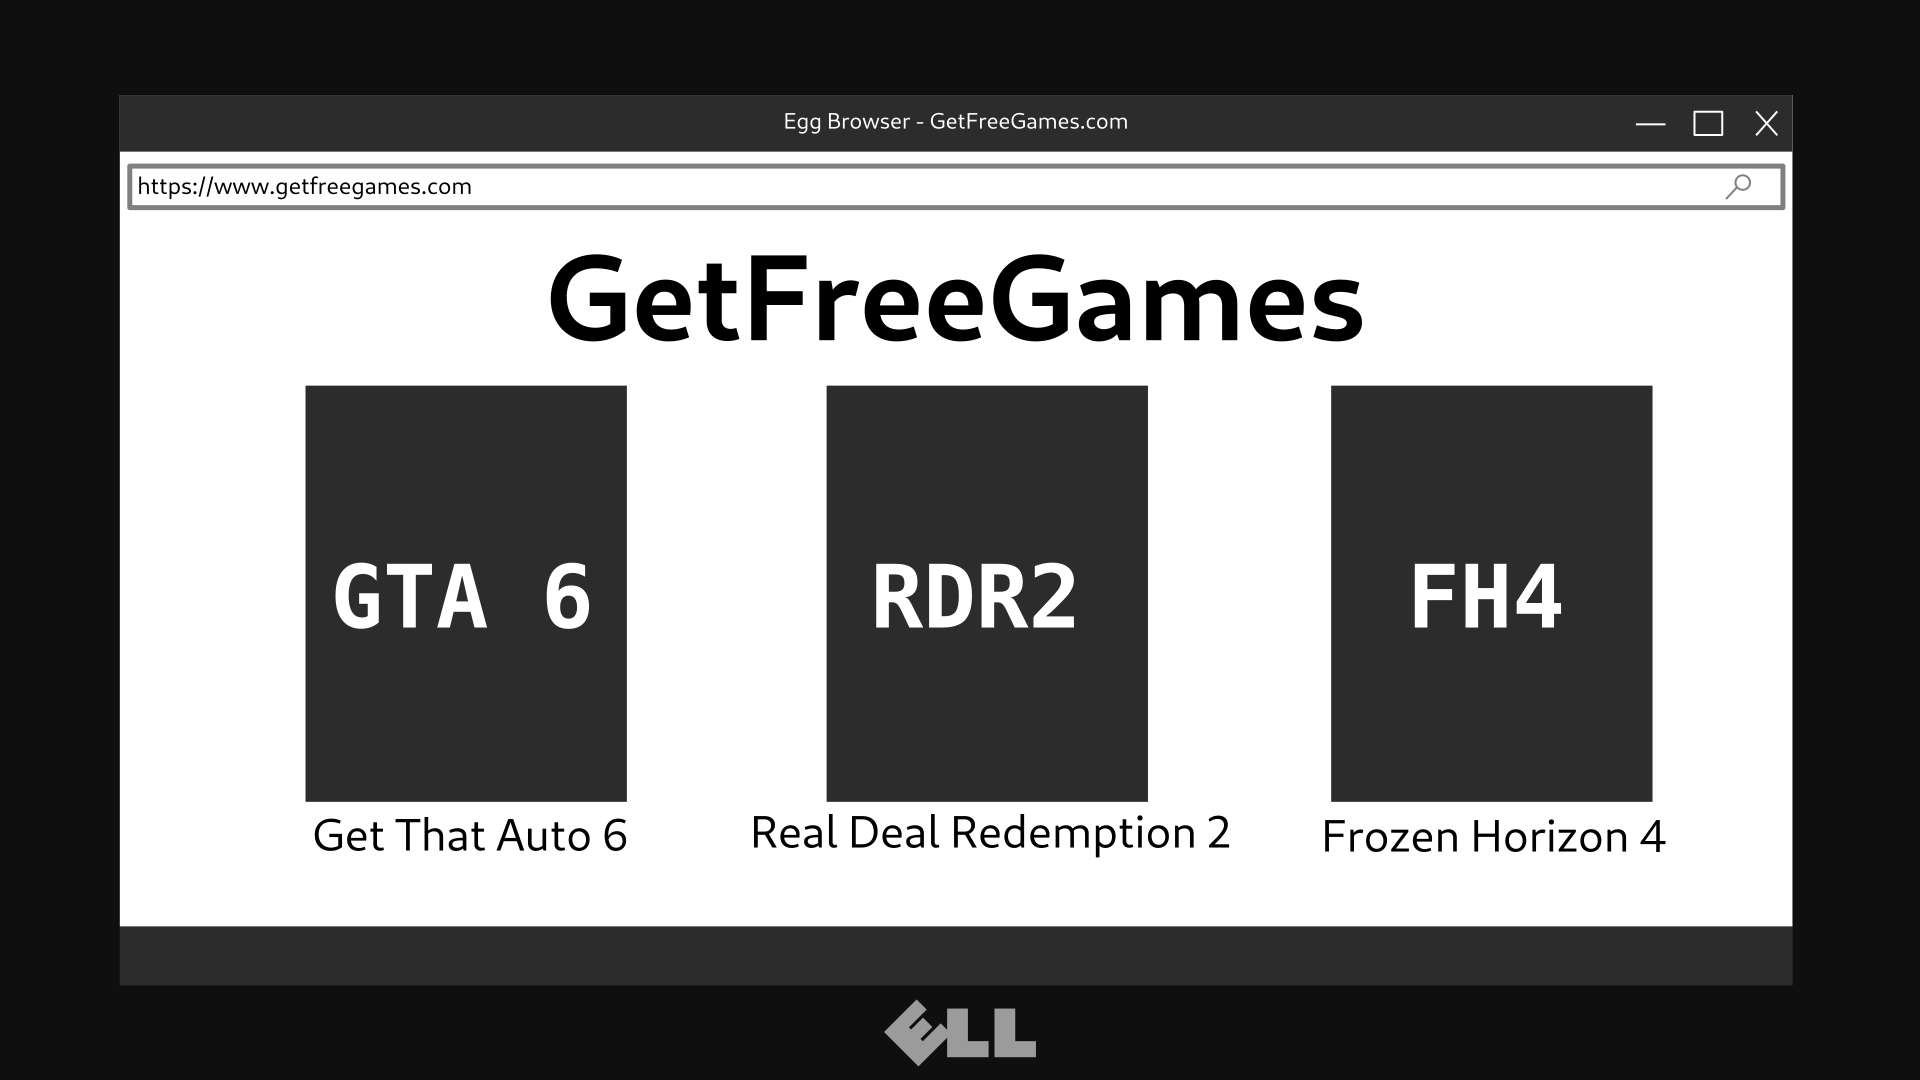 Egg Browser - GetFreeGames.com
https://www.getfreegames.com
GetFreeGames
GTA 6
RDR2
FH4
Get That Auto 6
Real Deal Redemption 2
Frozen Horizon 4
ELL